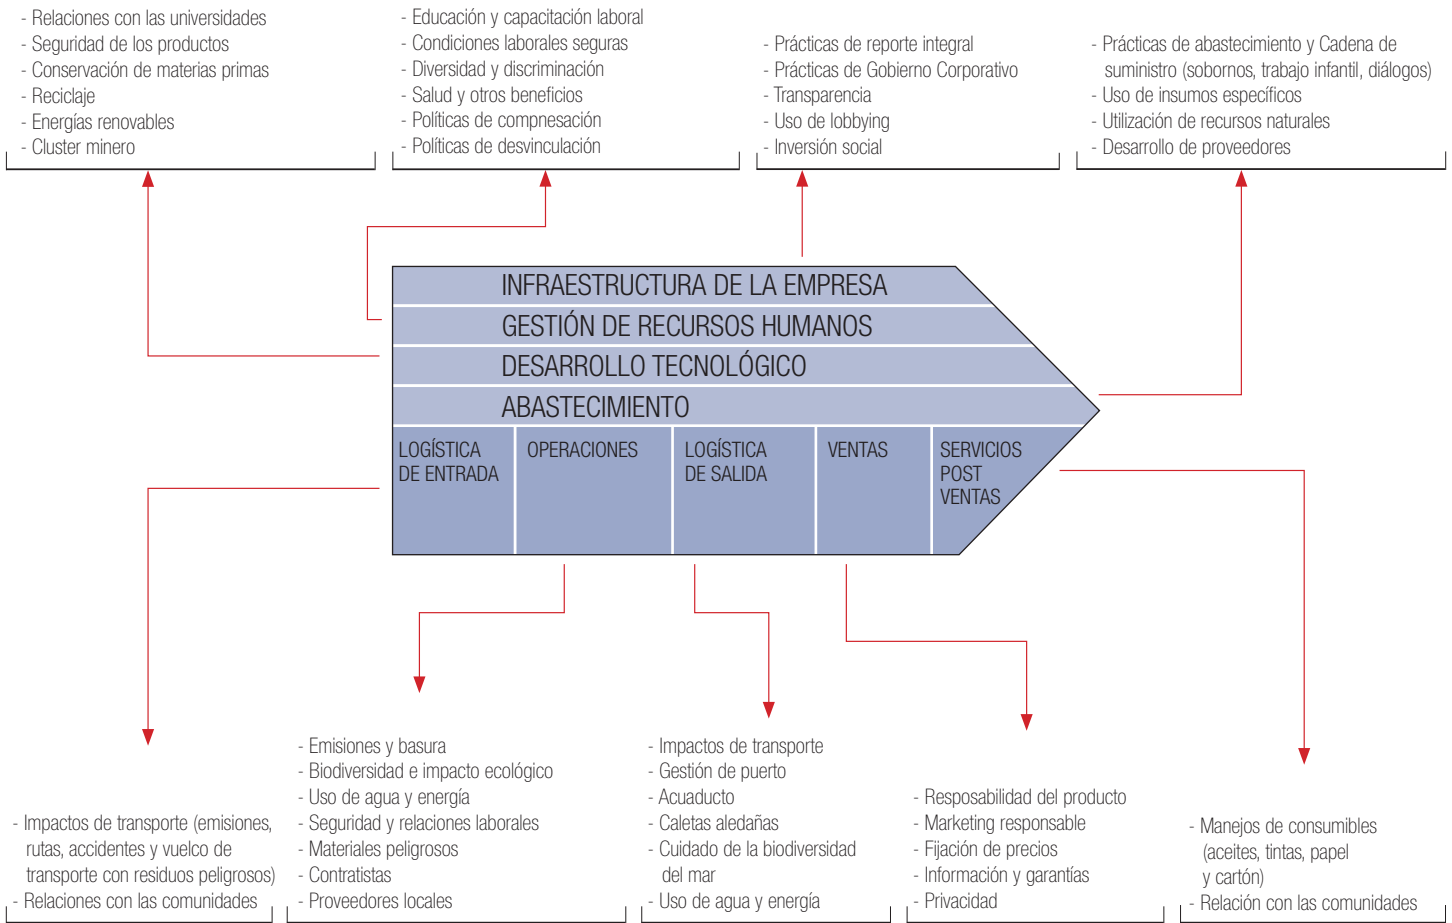 - Relaciones con las universidades
- Seguridad de los productos
- Conservación de materias primas
- Reciclaje
- Energías renovables
- Cluster minero
- Educación y capacitación laboral
- Condiciones laborales seguras
- Diversidad y discriminación
- Salud y otros beneficios
- Políticas de compnesación
- Políticas de desvinculación
- Prácticas de reporte integral
- Prácticas de Gobierno Corporativo
- Transparencia
- Uso de lobbying
- Inversión social
- Prácticas de abastecimiento y Cadena de
suministro (sobornos, trabajo infantil, diálogos)
- Uso de insumos específicos
- Utilización de recursos naturales
- Desarrollo de proveedores
INFRAESTRUCTURA DE LA EMPRESA
GESTIÓN DE RECURSOS HUMANOS
DESARROLLO TECNOLÓGICO
ABASTECIMIENTO
LOGÍSTICA
DE ENTRADA
OPERACIONES
LOGÍSTICA
DE SALIDA
VENTAS
SERVICIOS
POST
VENTAS
- Impactos de transporte (emisiones,
rutas, accidentes y vuelco de
transporte con residuos peligrosos)
- Relaciones con las comunidades
- Emisiones y basura
- Biodiversidad e impacto ecológico
- Uso de agua y energía
- Seguridad y relaciones laborales
- Materiales peligrosos
- Contratistas
- Proveedores locales
- Impactos de transporte
- Gestión de puerto
- Acuaducto
- Caletas aledañas
- Cuidado de la biodiversidad
del mar
- Uso de agua y energía
- Resposabilidad del producto
- Marketing responsable
- Fijación de precios
- Información y garantías
- Privacidad
- Manejos de consumibles
(aceites, tintas, papel
y cartón)
- Relación con las comunidades